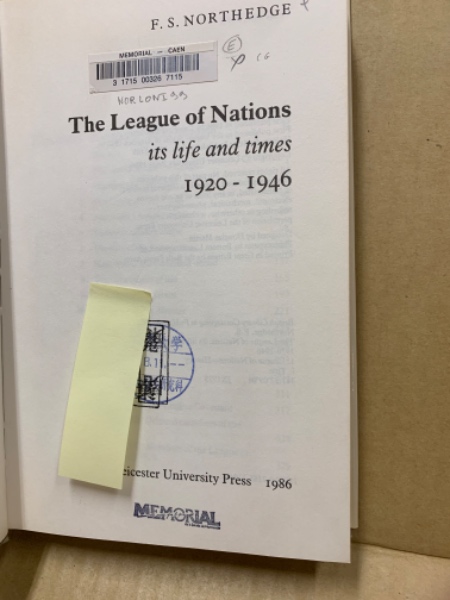 F. S. NORTHEDGE
MEMORIAL — CAEN
3 1715 00326 7115
The League of Nations
its life and times
1920 - 1946
eicester University Press 1986
MEMORIAL